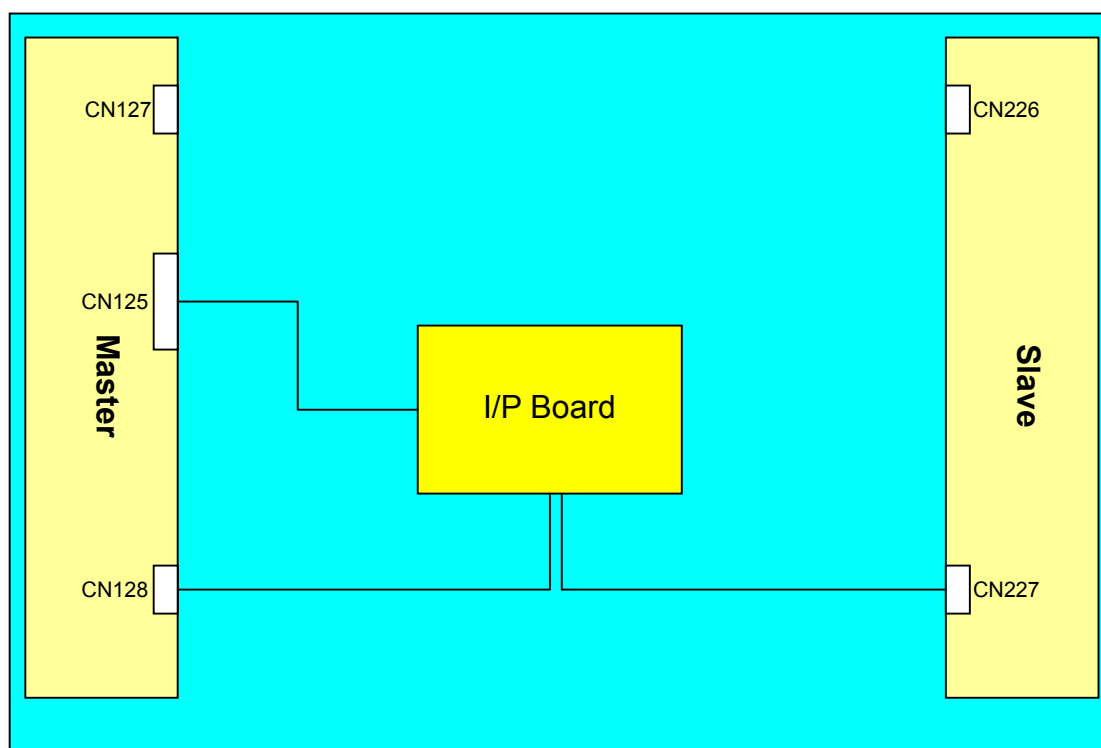 CN127
CN226
CN125
Master
I/P Board
Slave
CN128
CN227